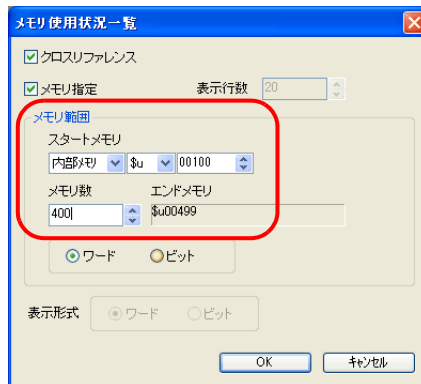 メモリ使用状況一覧
クロスリファレンス
メモリ指定 表示行数 20
メモリ範囲
スタートメモリ
内部メモリ $u 00100
メモリ数 エンドメモリ
400 $u00499
ワード ビット
表示形式 ワード ビット
OK キャンセル